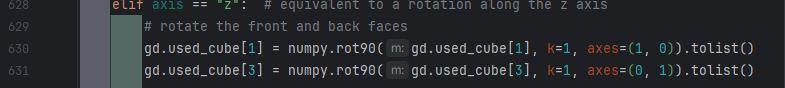 628 elif axis == "z":  # equivalent to a rotation along the z axis
629 # rotate the front and back faces
630 gd.used_cube[1] = numpy.rot90( m: gd.used_cube[1], k=1, axes=(1, 0)).tolist()
631 gd.used_cube[3] = numpy.rot90( m: gd.used_cube[3], k=1, axes=(0, 1)).tolist()